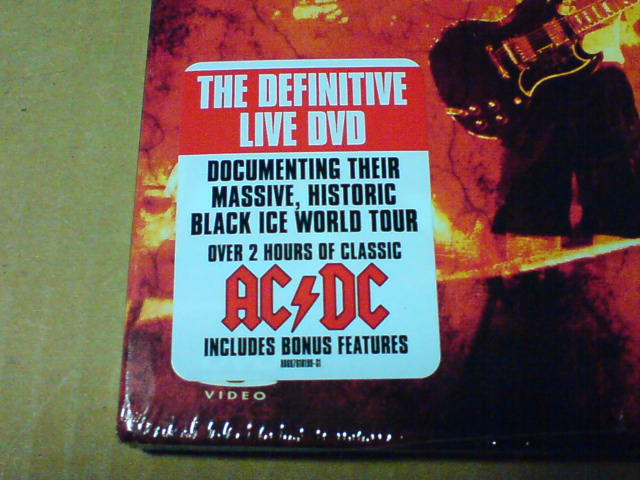 THE DEFINITIVE
LIVE DVD
DOCUMENTING THEIR
MASSIVE, HISTORIC
BLACK ICE WORLD TOUR
OVER 2 HOURS OF CLASSIC
AC⚡DC
INCLUDES BONUS FEATURES
VIDEO